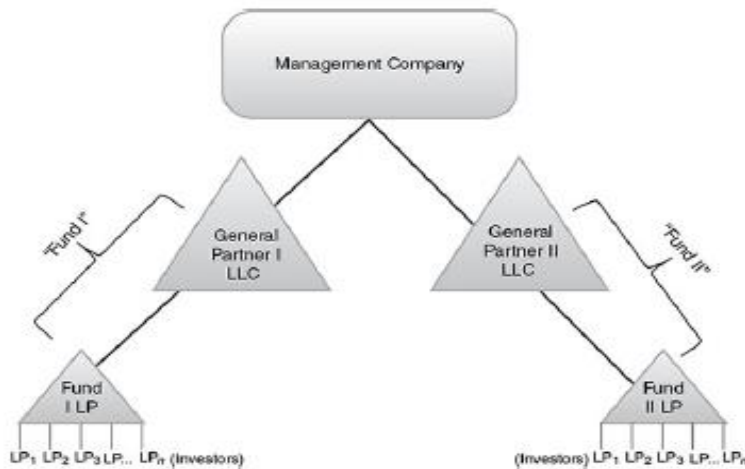 Management Company
General
Partner I
LLC
General
Partner II
LLC
"Fund I"
"Fund II"
Fund
I LP
Fund
II LP
LP1 LP2 LP3 LP... LPn (Investors)
(Investors) LP1 LP2 LP3 LP... LPn